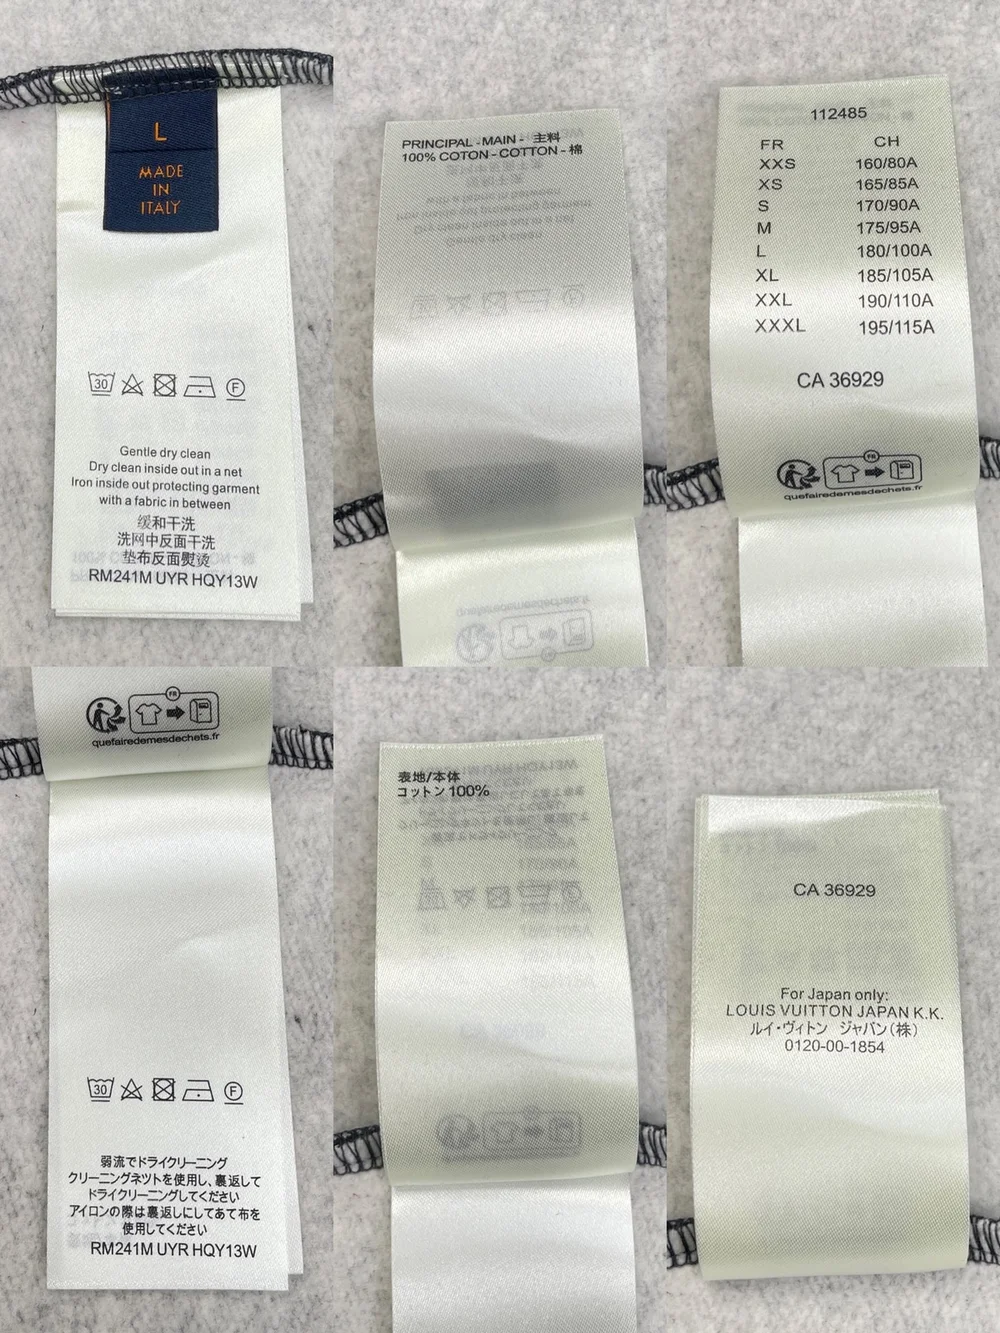 L
MADE
IN
ITALY
30
F
Gentle dry clean
Dry clean inside out in a net
Iron inside out protecting garment
with a fabric in between
缓和干洗
洗网中反面干洗
垫布反面熨烫
RM241M UYR HQY13W
PRINCIPAL - MAIN - 主料
100% COTON - COTTON - 棉
112485
FR CH
XXS 160/80A
XS 165/85A
S 170/90A
M 175/95A
L 180/100A
XL 185/105A
XXL 190/110A
XXXL 195/115A
CA 36929
FR
quefairedemesdechets.fr
FR
quefairedemesdechets.fr
30
F
弱流でドライクリーニング
クリーニングネットを使用し、裏返して
ドライクリーニングしてください
アイロンの際は裏返しにしてあて布を
使用してください
RM241M UYR HQY13W
表地/本体
コットン 100%
CA 36929
For Japan only:
LOUIS VUITTON JAPAN K.K.
ルイ・ヴィトン ジャパン(株)
0120-00-1854